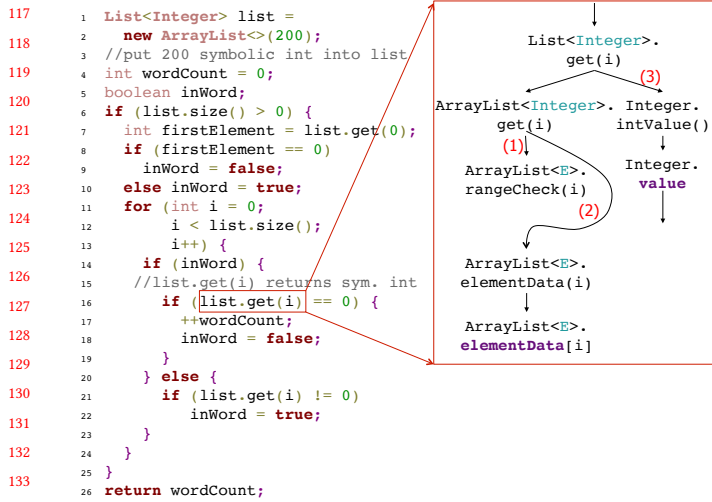 117
118
119
120
121
122
123
124
125
126
127
128
129
130
131
132
133
1 List<Integer> list =
2 new ArrayList<>(200);
3 //put 200 symbolic int into list
4 int wordCount = 0;
5 boolean inWord;
6 if (list.size() > 0) {
7 int firstElement = list.get(0);
8 if (firstElement == 0)
9 inWord = false;
10 else inWord = true;
11 for (int i = 0;
12 i < list.size();
13 i++) {
14 if (inWord) {
15 //list.get(i) returns sym. int
16 if (list.get(i) == 0) {
17 ++wordCount;
18 inWord = false;
19 }
20 } else {
21 if (list.get(i) != 0)
22 inWord = true;
23 }
24 }
25 }
26 return wordCount;
List<Integer>.
get(i)
(3)
ArrayList<Integer>.
get(i)
Integer.
intValue()
(1)
ArrayList<E>.
rangeCheck(i)
Integer.
value
(2)
ArrayList<E>.
elementData(i)
ArrayList<E>.
elementData[i]